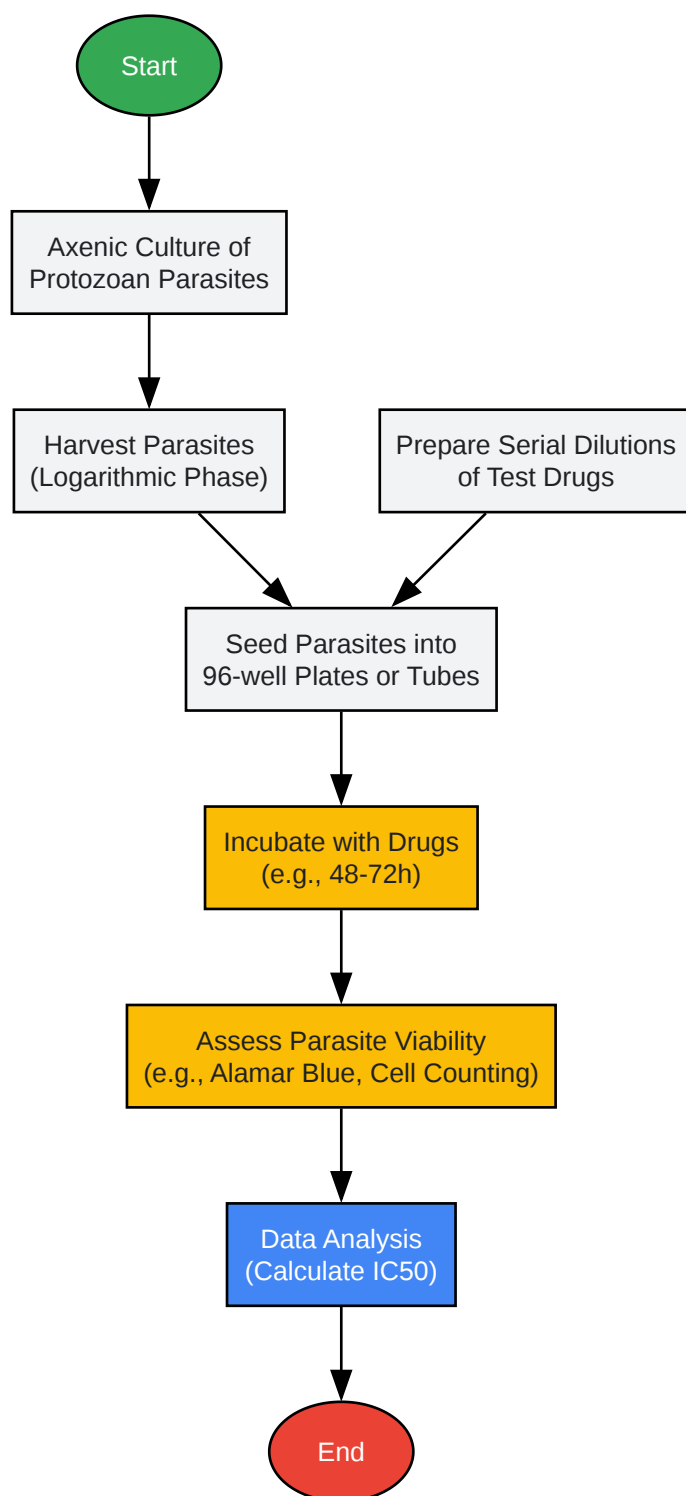 Start
Axenic Culture of
Protozoan Parasites
Harvest Parasites
(Logarithmic Phase)
Prepare Serial Dilutions
of Test Drugs
Seed Parasites into
96-well Plates or Tubes
Incubate with Drugs
(e.g., 48-72h)
Assess Parasite Viability
(e.g., Alamar Blue, Cell Counting)
Data Analysis
(Calculate IC50)
End